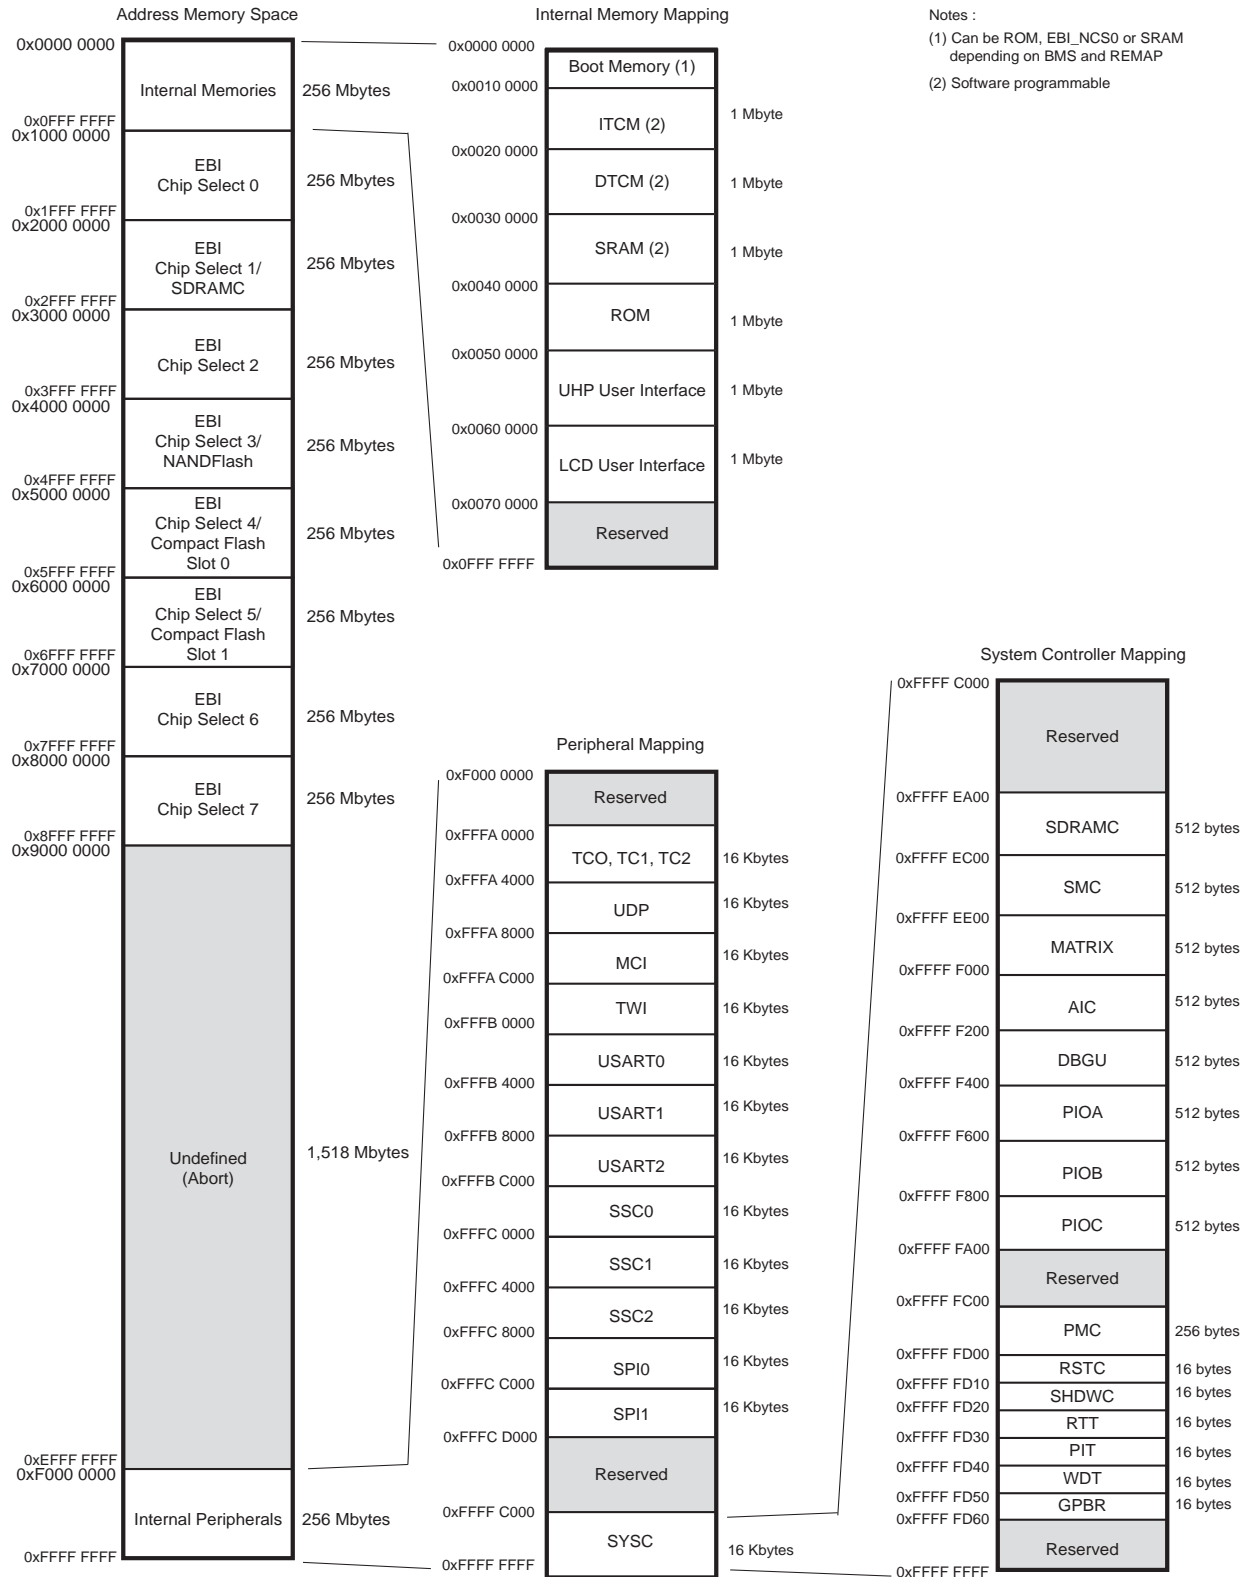 Address Memory Space
0x0000 0000
Internal Memories
256 Mbytes
0x0FFF FFFF
0x1000 0000
EBI
Chip Select 0
256 Mbytes
0x1FFF FFFF
0x2000 0000
EBI
Chip Select 1/
SDRAMC
256 Mbytes
0x2FFF FFFF
0x3000 0000
EBI
Chip Select 2
256 Mbytes
0x3FFF FFFF
0x4000 0000
EBI
Chip Select 3/
NANDFlash
256 Mbytes
0x4FFF FFFF
0x5000 0000
EBI
Chip Select 4/
Compact Flash
Slot 0
256 Mbytes
0x5FFF FFFF
0x6000 0000
EBI
Chip Select 5/
Compact Flash
Slot 1
256 Mbytes
0x6FFF FFFF
0x7000 0000
EBI
Chip Select 6
256 Mbytes
0x7FFF FFFF
0x8000 0000
EBI
Chip Select 7
256 Mbytes
0x8FFF FFFF
0x9000 0000
Undefined
(Abort)
1,518 Mbytes
0xEFFF FFFF
0xF000 0000
Internal Peripherals
256 Mbytes
0xFFFF FFFF
Internal Memory Mapping
0x0000 0000
Boot Memory (1)
0x0010 0000
ITCM (2)
1 Mbyte
0x0020 0000
DTCM (2)
1 Mbyte
0x0030 0000
SRAM (2)
1 Mbyte
0x0040 0000
ROM
1 Mbyte
0x0050 0000
UHP User Interface
1 Mbyte
0x0060 0000
LCD User Interface
1 Mbyte
0x0070 0000
Reserved
0x0FFF FFFF
Notes :
(1) Can be ROM, EBI_NCS0 or SRAM
depending on BMS and REMAP
(2) Software programmable
Peripheral Mapping
0xF000 0000
Reserved
0xFFFA 0000
TCO, TC1, TC2
16 Kbytes
0xFFFA 4000
UDP
16 Kbytes
0xFFFA 8000
MCI
16 Kbytes
0xFFFA C000
TWI
16 Kbytes
0xFFFB 0000
USART0
16 Kbytes
0xFFFB 4000
USART1
16 Kbytes
0xFFFB 8000
USART2
16 Kbytes
0xFFFB C000
SSC0
16 Kbytes
0xFFFC 0000
SSC1
16 Kbytes
0xFFFC 4000
SSC2
16 Kbytes
0xFFFC 8000
SPI0
16 Kbytes
0xFFFC C000
SPI1
16 Kbytes
0xFFFC D000
Reserved
0xFFFF C000
SYSC
16 Kbytes
0xFFFF FFFF
System Controller Mapping
0xFFFF C000
Reserved
0xFFFF EA00
SDRAMC
512 bytes
0xFFFF EC00
SMC
512 bytes
0xFFFF EE00
MATRIX
512 bytes
0xFFFF F000
AIC
512 bytes
0xFFFF F200
DBGU
512 bytes
0xFFFF F400
PIOA
512 bytes
0xFFFF F600
PIOB
512 bytes
0xFFFF F800
PIOC
512 bytes
0xFFFF FA00
Reserved
0xFFFF FC00
PMC
256 bytes
0xFFFF FD00
RSTC
16 bytes
0xFFFF FD10
SHDWC
16 bytes
0xFFFF FD20
RTT
16 bytes
0xFFFF FD30
PIT
16 bytes
0xFFFF FD40
WDT
16 bytes
0xFFFF FD50
GPBR
16 bytes
0xFFFF FD60
Reserved
0xFFFF FFFF